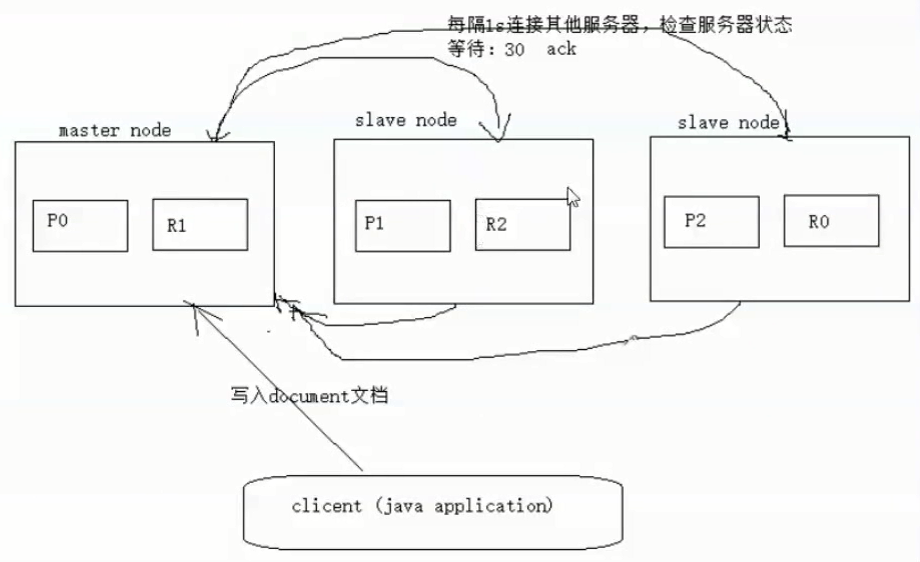 每隔1s连接其他服务器，检查服务器状态
等待：30 ack
master node
slave node
slave node
P0
R1
P1
R2
P2
R0
写入document文档
clicent (java application)